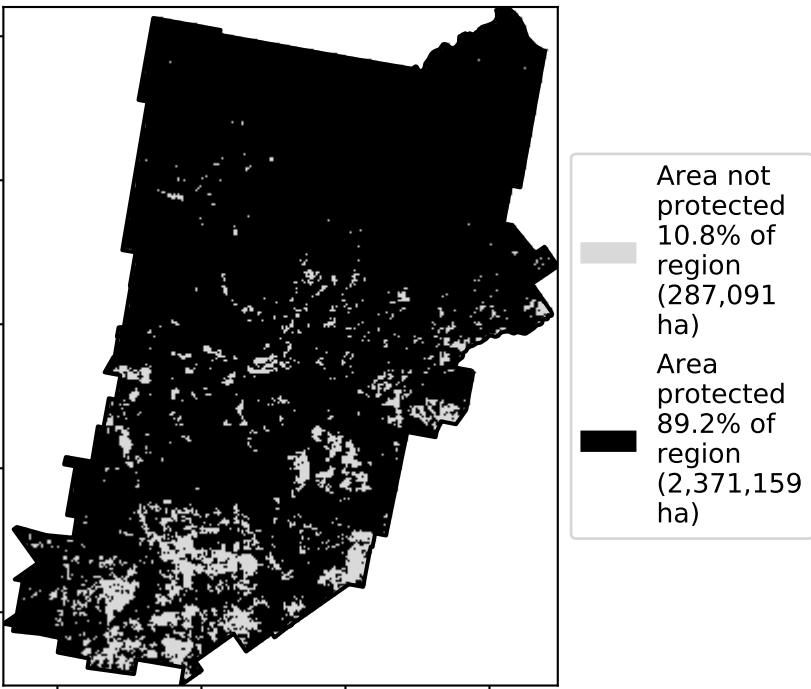 Area not
protected
10.8% of
region
(287,091
ha)
Area
protected
89.2% of
region
(2,371,159
ha)